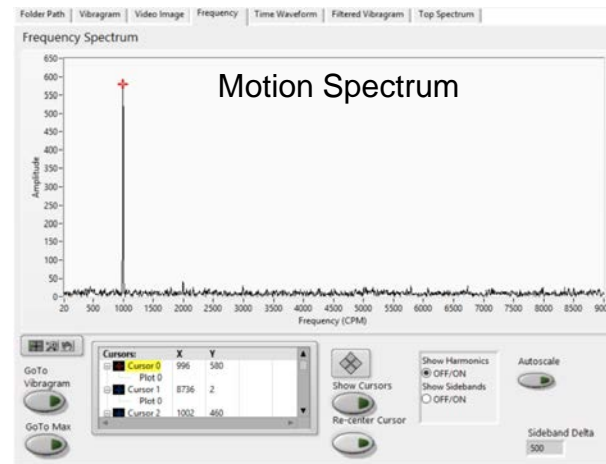 Folder Path Vibragram Video Image Frequency Time Waveform Filtered Vibragram Top Spectrum
Frequency Spectrum
Motion Spectrum
650
600
550
500
450
400
350
300
250
200
150
100
50
0
Amplitude
20 500 1000 1500 2000 2500 3000 3500 4000 4500 5000 5500 6000 6500 7000 7500 8000 8500 900
Frequency (CPM)
GoTo
Vibragram
GoTo Max
Cursors: X Y
Cursor 0 996 580
Plot 0
Cursor 1 8736 2
Plot 0
Cursor 2 1002 460
Show Cursors
Re-center Cursor
Show Harmonics
OFF/ON
Show Sidebands
OFF/ON
Autoscale
Sideband Delta
500